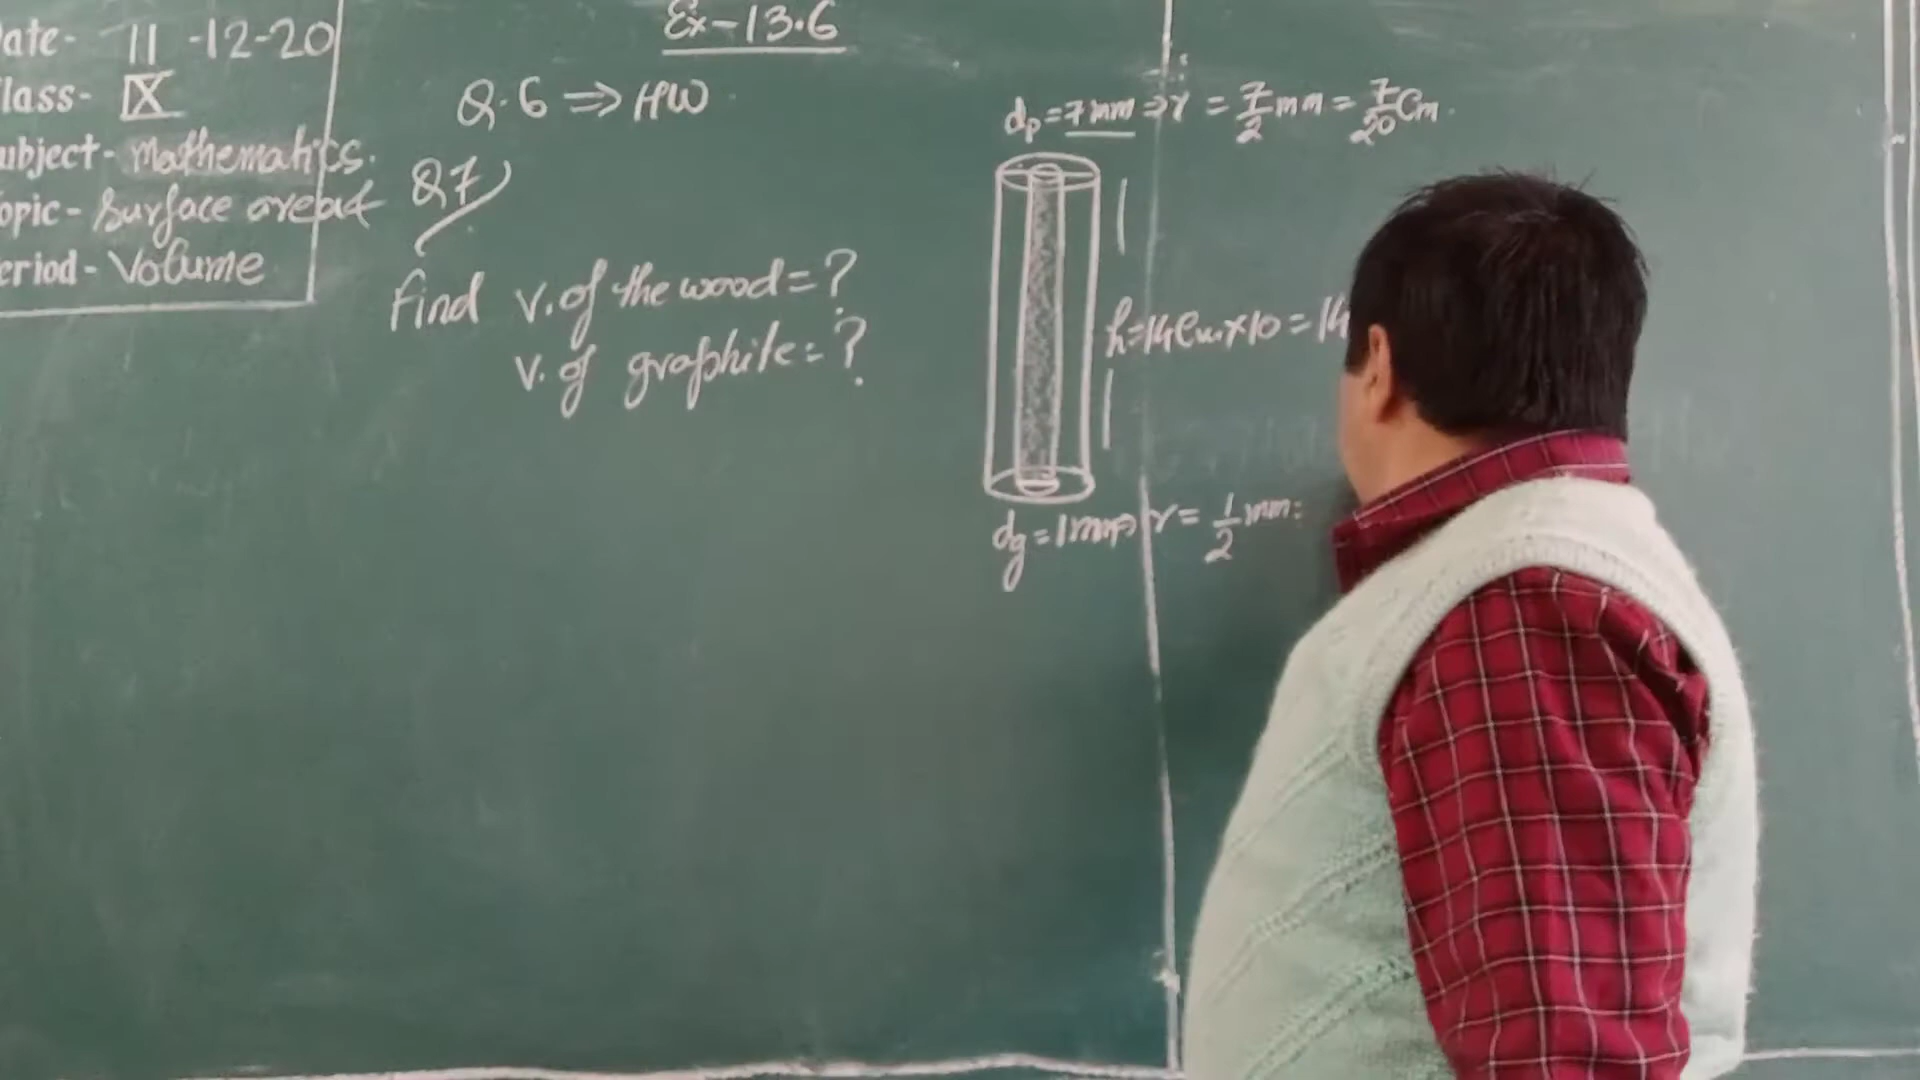 Ex-13.6
ate- 11-12-20
lass- IX
ubject- Mathematics.
opic- Surface area &
eriod- Volume
Q.6 ⇒ HW
Q7
find v. of the wood = ?
v. of graphite = ?
dp = 7mm ⇒ r = 7/2 mm = 7/20 Cm.
h = 14 Cm × 10 = 14
dg = 1mm ⇒ r = 1/2 mm =